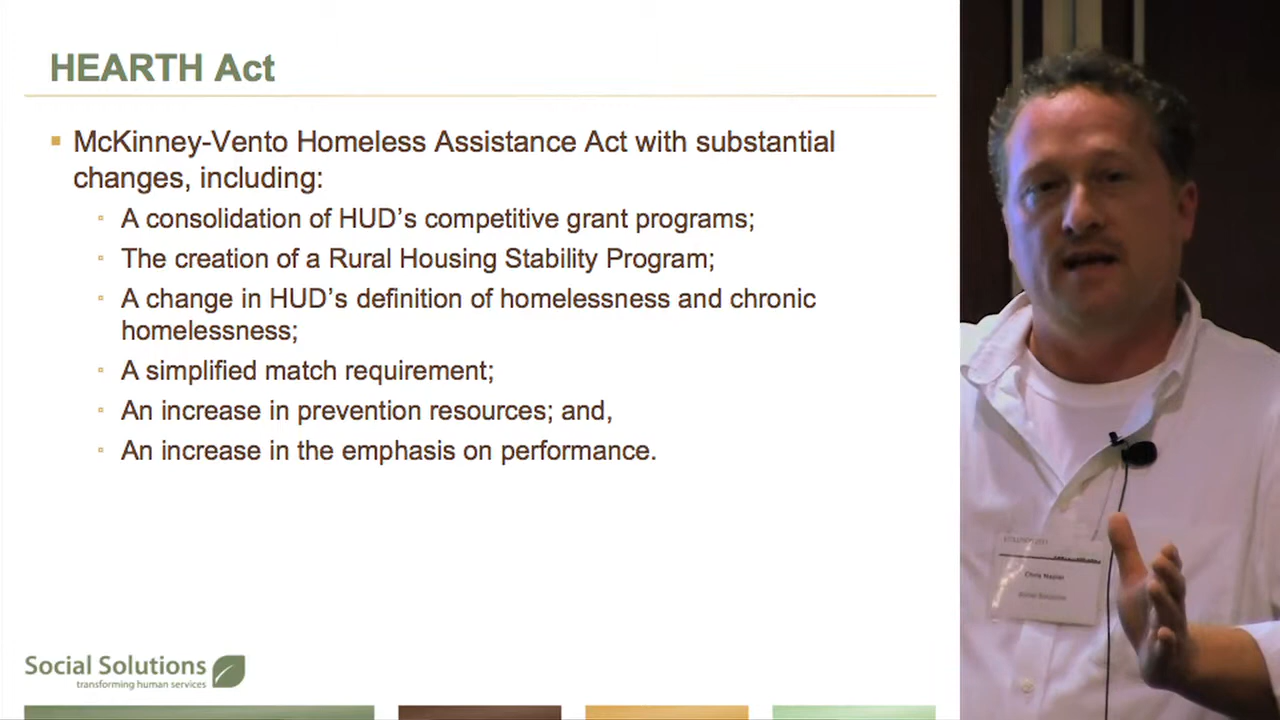 HEARTH Act
McKinney-Vento Homeless Assistance Act with substantial
changes, including:
A consolidation of HUD's competitive grant programs;
The creation of a Rural Housing Stability Program;
A change in HUD's definition of homelessness and chronic
homelessness;
A simplified match requirement;
An increase in prevention resources; and,
An increase in the emphasis on performance.
Social Solutions
transforming human services
Chris